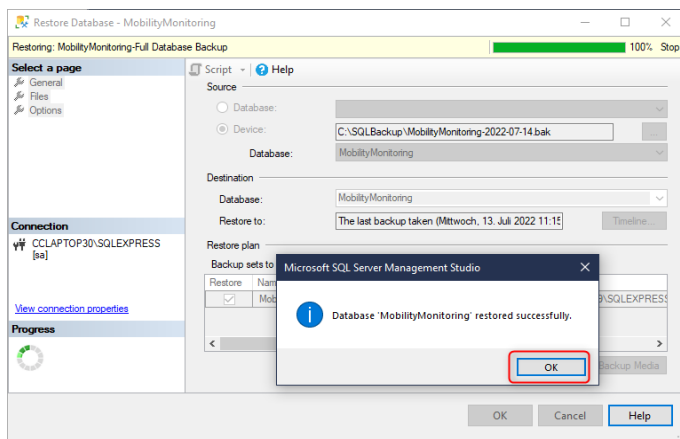 Restore Database - MobilityMonitoring
Restoring: MobilityMonitoring-Full Database Backup
100% Stop
Select a page
General
Files
Options
Script
Help
Source
Database:
Device:
C:\SQLBackup\MobilityMonitoring-2022-07-14.bak
...
Database:
MobilityMonitoring
Destination
Database:
MobilityMonitoring
Restore to:
The last backup taken (Mittwoch, 13. Juli 2022 11:15
Timeline...
Connection
CCLAPTOP30\SQLEXPRESS
[sa]
View connection properties
Progress
Restore plan
Backup sets to
Restore
\SQLEXPRESS
Microsoft SQL Server Management Studio
Database 'MobilityMonitoring' restored successfully.
OK
Backup Media
OK
Cancel
Help